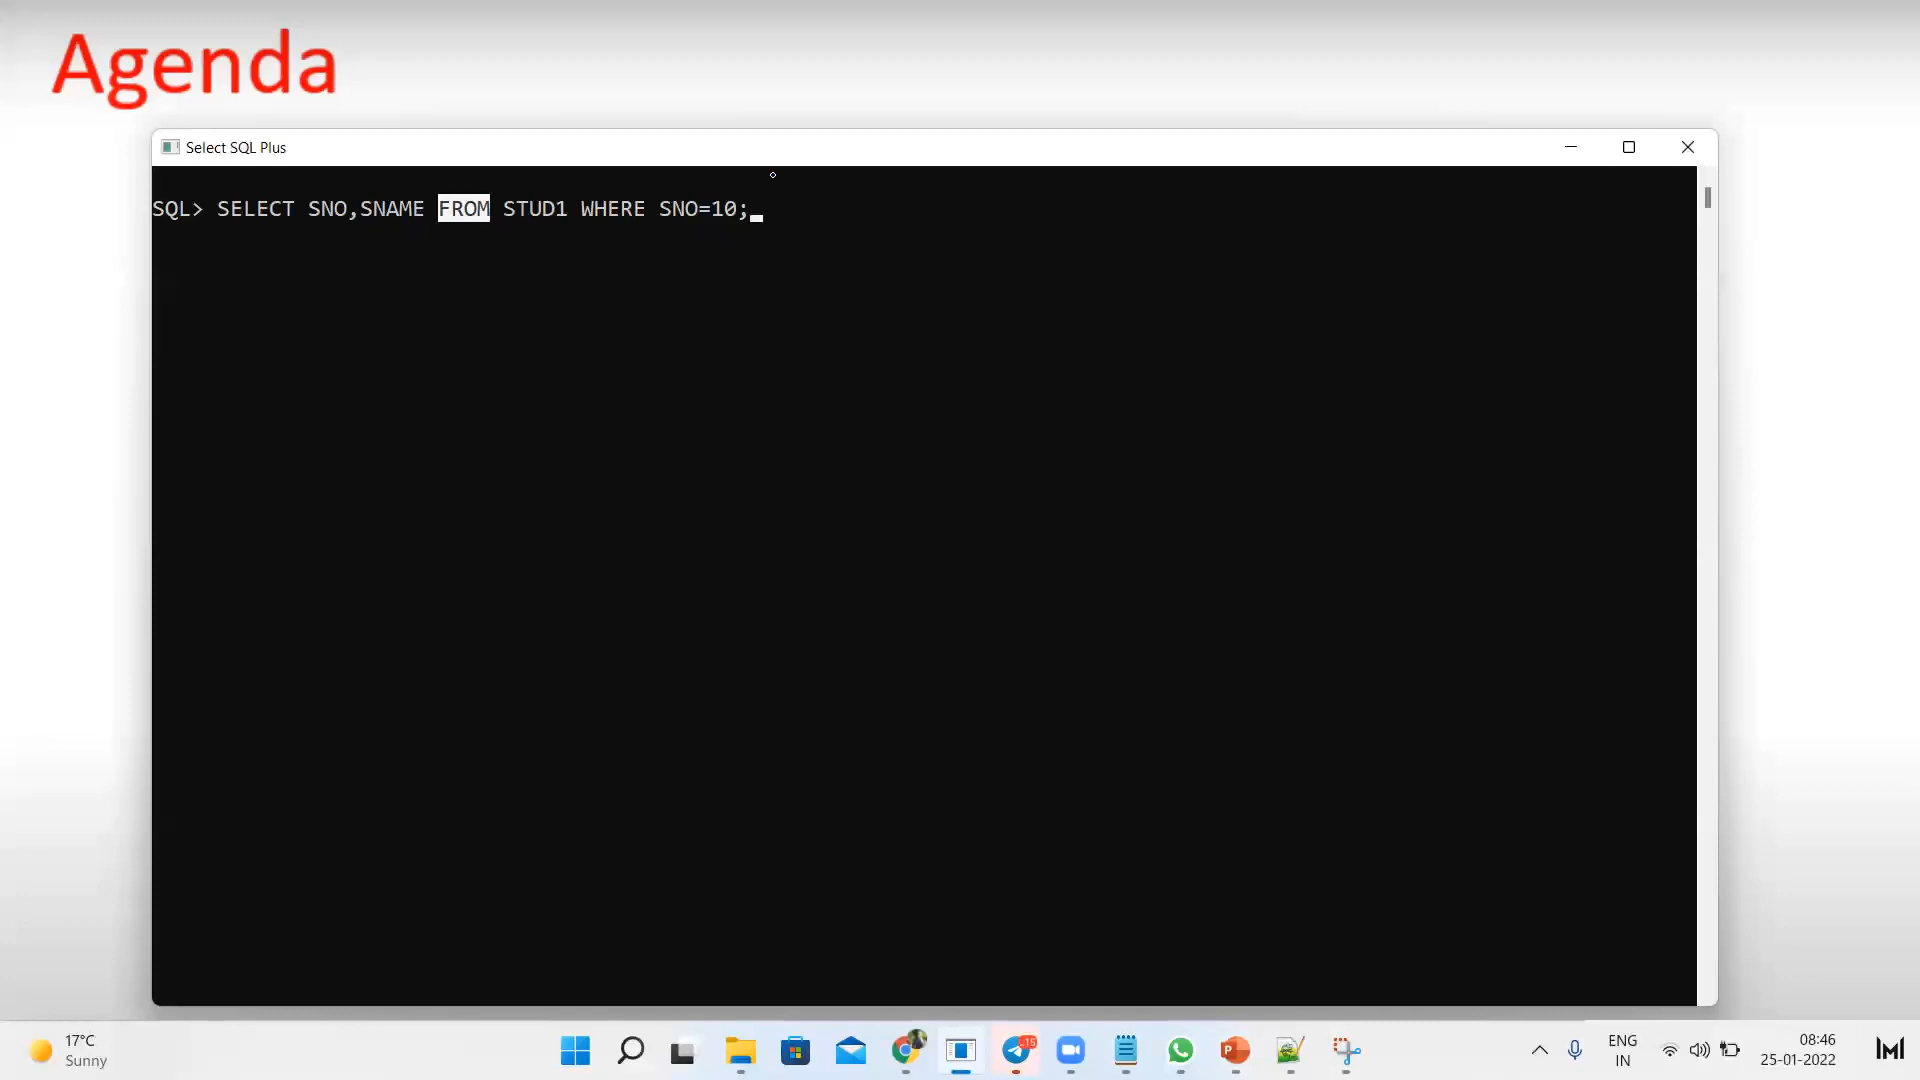 Agenda
Select SQL Plus
SQL> SELECT SNO,SNAME FROM STUD1 WHERE SNO=10;
17°C
Sunny
15
ENG
IN
08:46
25-01-2022